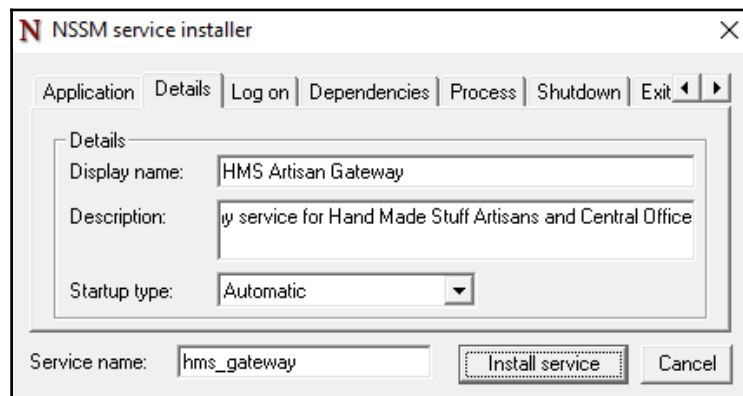 NSSM service installer
Application Details Log on Dependencies Process Shutdown Exit
Details
Display name: HMS Artisan Gateway
Description: y service for Hand Made Stuff Artisans and Central Office
Startup type: Automatic
Service name: hms_gateway Install service Cancel